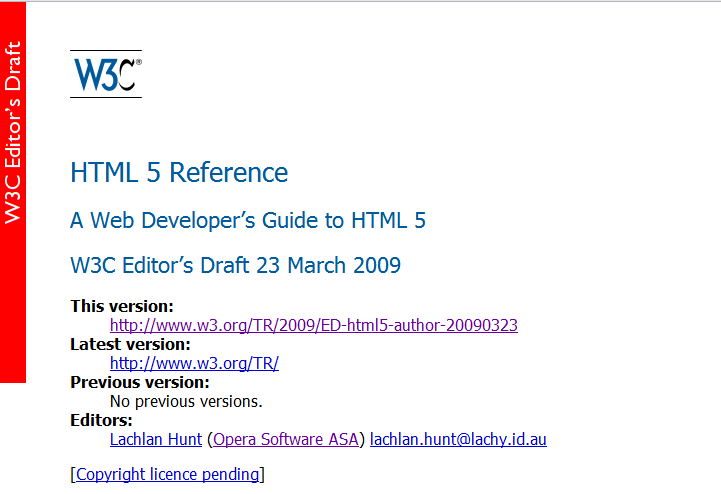 W3C Editor's Draft
W3C®
HTML 5 Reference
A Web Developer’s Guide to HTML 5
W3C Editor’s Draft 23 March 2009
This version:
http://www.w3.org/TR/2009/ED-html5-author-20090323
Latest version:
http://www.w3.org/TR/
Previous version:
No previous versions.
Editors:
Lachlan Hunt (Opera Software ASA) lachlan.hunt@lachy.id.au
[Copyright licence pending]